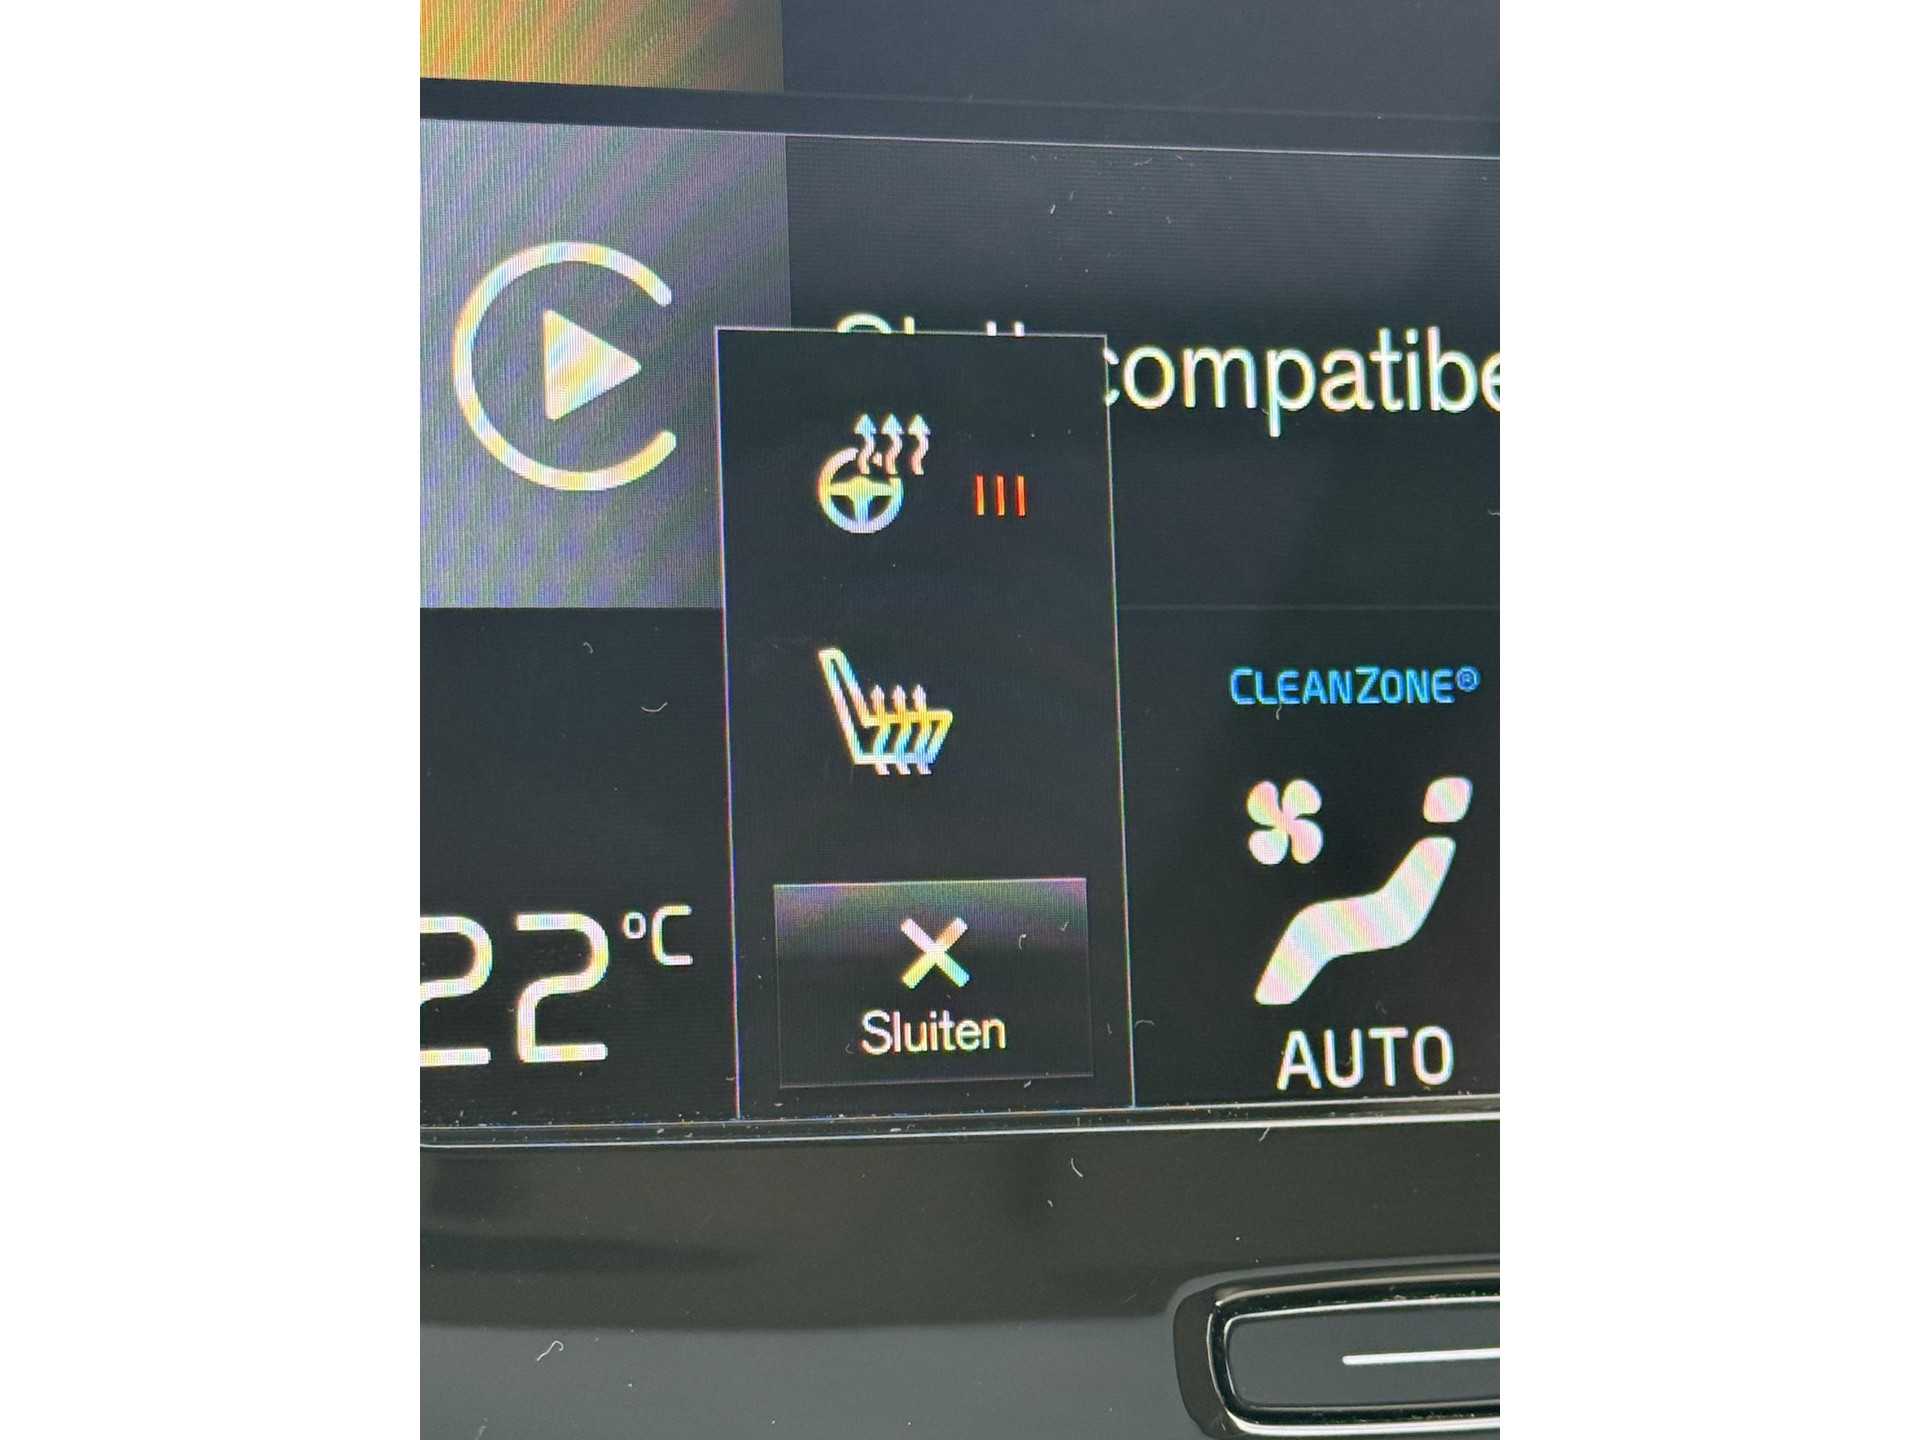 compatibe
CLEANZONE®
22 °C
Sluiten
AUTO